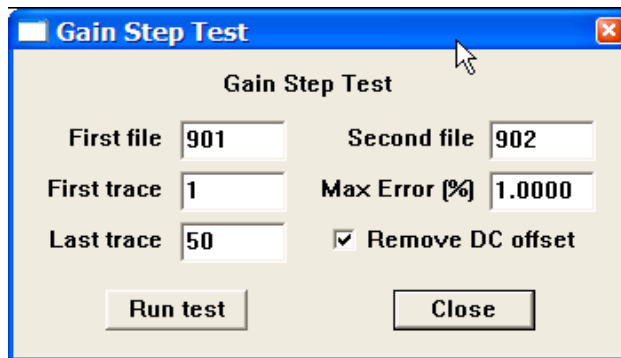 Gain Step Test
Gain Step Test
First file 901 Second file 902
First trace 1 Max Error (%) 1.0000
Last trace 50 Remove DC offset
Run test Close